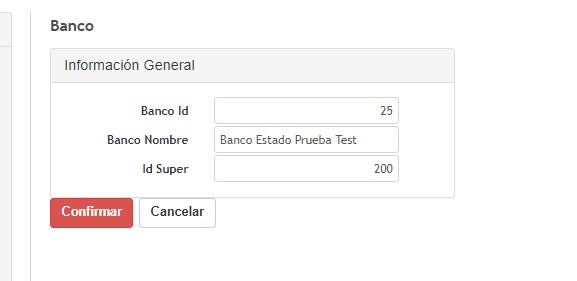 Banco
Información General
Banco Id 25
Banco Nombre Banco Estado Prueba Test
Id Super 200
Confirmar Cancelar